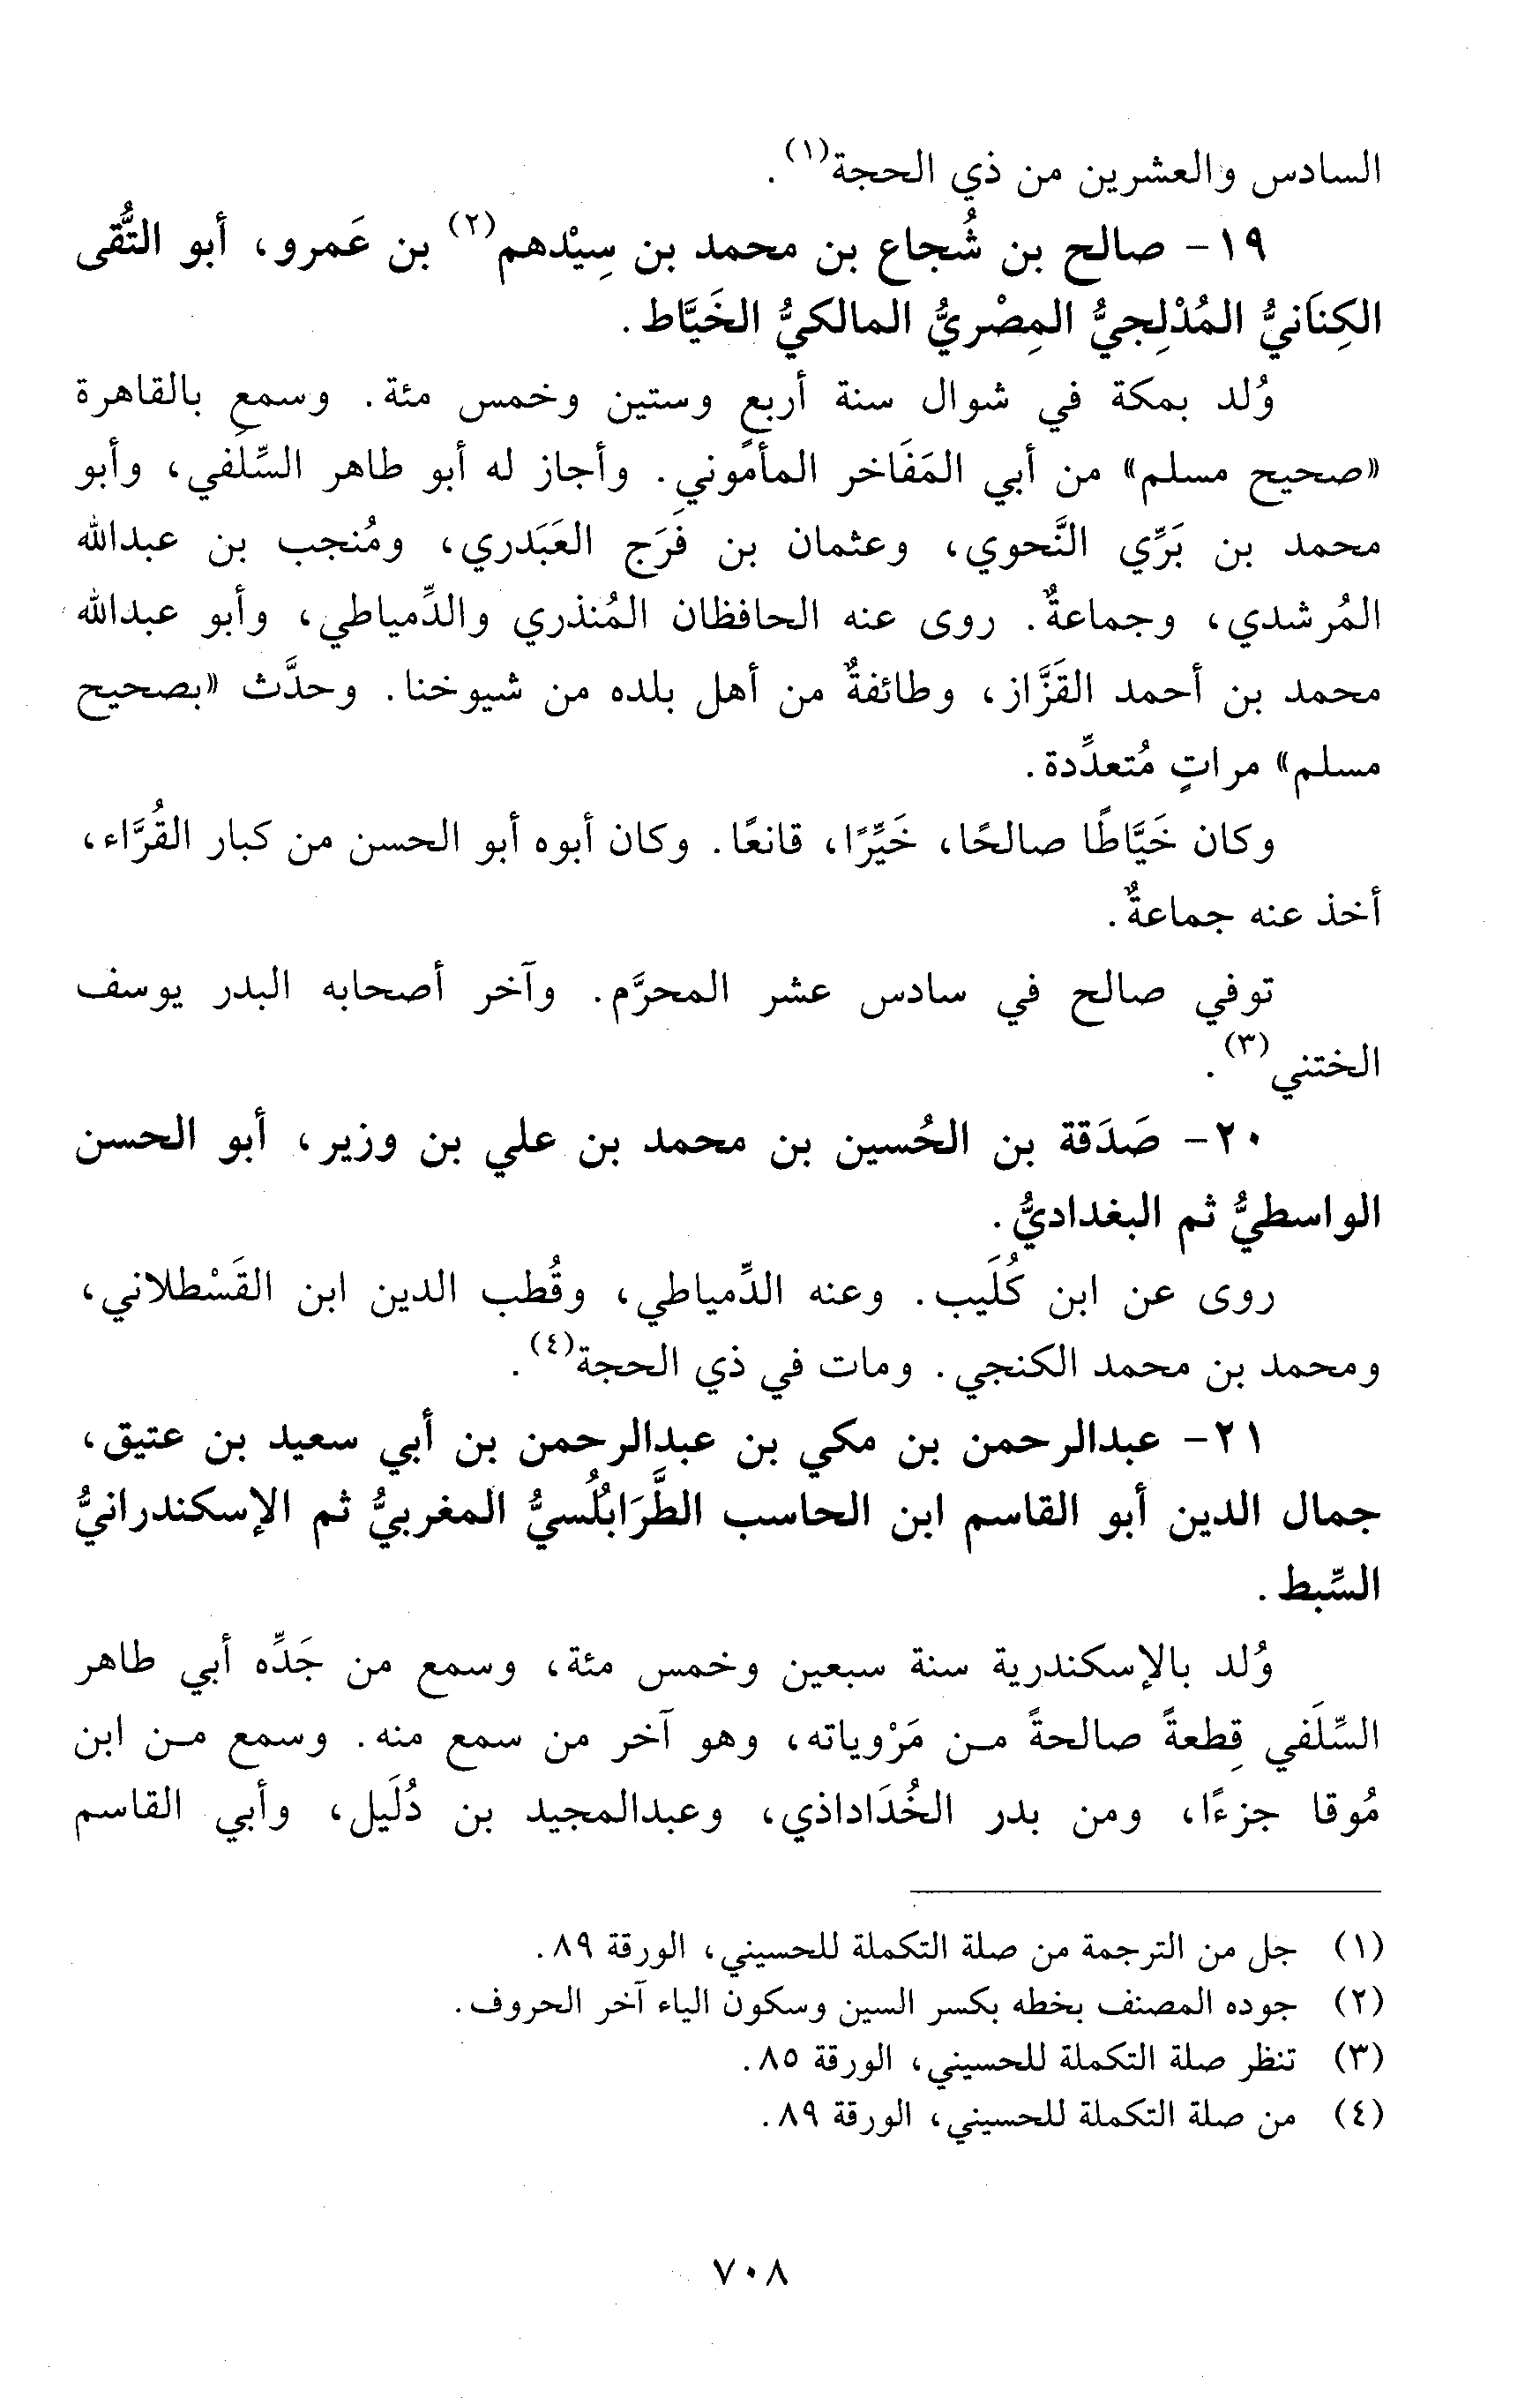 السادس والعشرين من ذي الحجة(١).
١٩- صالح بن شُجاع بن محمد بن سِيْدهم(٢) بن عَمرو، أبو التُّقى
الكِنَانيُّ المُدْلِجيُّ المِصْريُّ المالكيُّ الخَيَّاط.
وُلد بمكة في شوال سنة أربع وستين وخمس مئة. وسمع بالقاهرة
«صحيح مسلم» من أبي المَفَاخر المأموني. وأجاز له أبو طاهر السِّلَفي، وأبو
محمد بن بَرِّي النَّحوي، وعثمان بن فَرَج العَبَدري، ومُنجب بن عبدالله
المُرشدي، وجماعةٌ. روى عنه الحافظان المُنذري والدِّمياطي، وأبو عبدالله
محمد بن أحمد القَزَّاز، وطائفةٌ من أهل بلده من شيوخنا. وحدَّث «بصحيح
مسلم» مراتٍ مُتعدِّدة.
وكان خَيَّاطًا صالحًا، خَيِّرًا، قانعًا. وكان أبوه أبو الحسن من كبار القُرَّاء،
أخذ عنه جماعةٌ.
توفي صالح في سادس عشر المحرَّم. وآخر أصحابه البدر يوسف
الختني(٣).
٢٠- صَدَقة بن الحُسين بن محمد بن علي بن وزير، أبو الحسن
الواسطيُّ ثم البغداديُّ.
روى عن ابن كُلَيب. وعنه الدِّمياطي، وقُطب الدين ابن القَسْطلاني،
ومحمد بن محمد الكنجي. ومات في ذي الحجة(٤).
٢١- عبدالرحمن بن مكي بن عبدالرحمن بن أبي سعيد بن عتيق،
جمال الدين أبو القاسم ابن الحاسب الطَّرَابُلُسيُّ المغربيُّ ثم الإسكندرانيُّ
السِّبط.
وُلد بالإسكندرية سنة سبعين وخمس مئة، وسمع من جَدِّه أبي طاهر
السِّلَفي قِطعةً صالحةً من مَرْوياته، وهو آخر من سمع منه. وسمع من ابن
مُوقا جزءًا، ومن بدر الخُدَاداذي، وعبدالمجيد بن دُلَيل، وأبي القاسم
(١) جل من الترجمة من صلة التكملة للحسيني، الورقة ٨٩.
(٢) جوده المصنف بخطه بكسر السين وسكون الياء آخر الحروف.
(٣) تنظر صلة التكملة للحسيني، الورقة ٨٥.
(٤) من صلة التكملة للحسيني، الورقة ٨٩.
٧٠٨